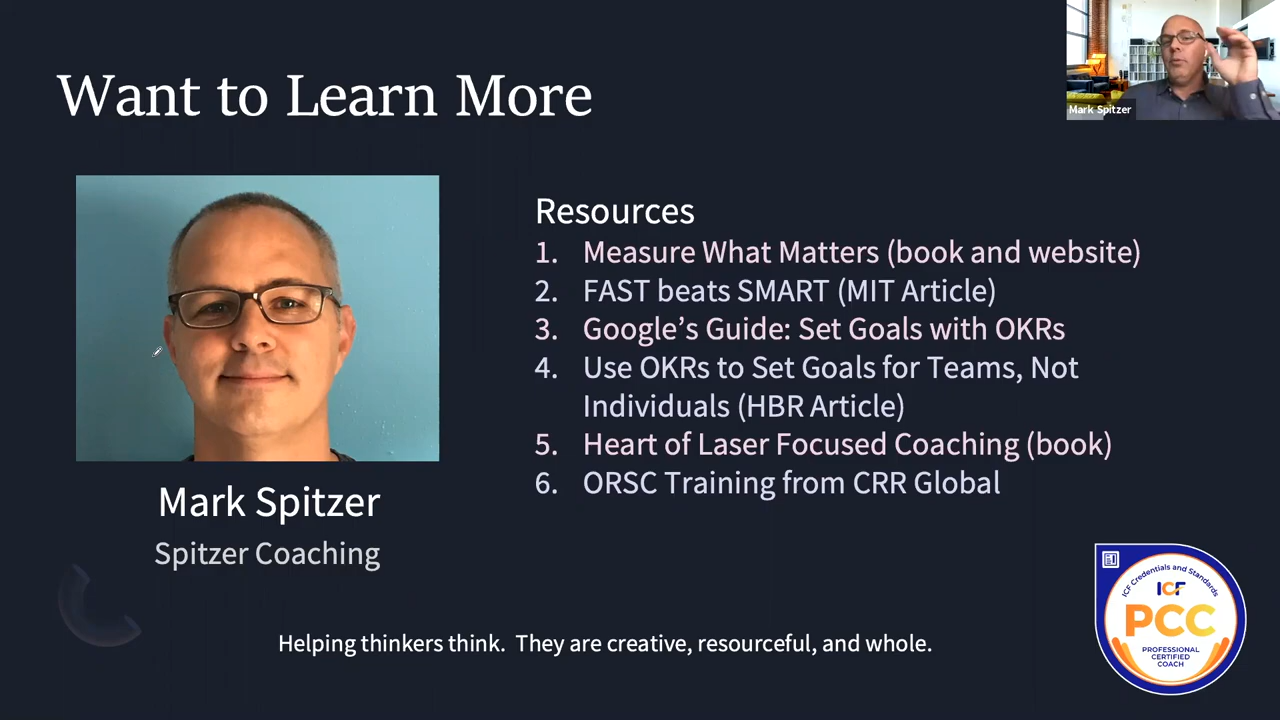 Want to Learn More
Mark Spitzer
Resources
1. Measure What Matters (book and website)
2. FAST beats SMART (MIT Article)
3. Google’s Guide: Set Goals with OKRs
4. Use OKRs to Set Goals for Teams, Not
Individuals (HBR Article)
5. Heart of Laser Focused Coaching (book)
6. ORSC Training from CRR Global
Mark Spitzer
Spitzer Coaching
Helping thinkers think.  They are creative, resourceful, and whole.
ICF Credentials and Standards
ICF
PCC
PROFESSIONAL
CERTIFIED
COACH